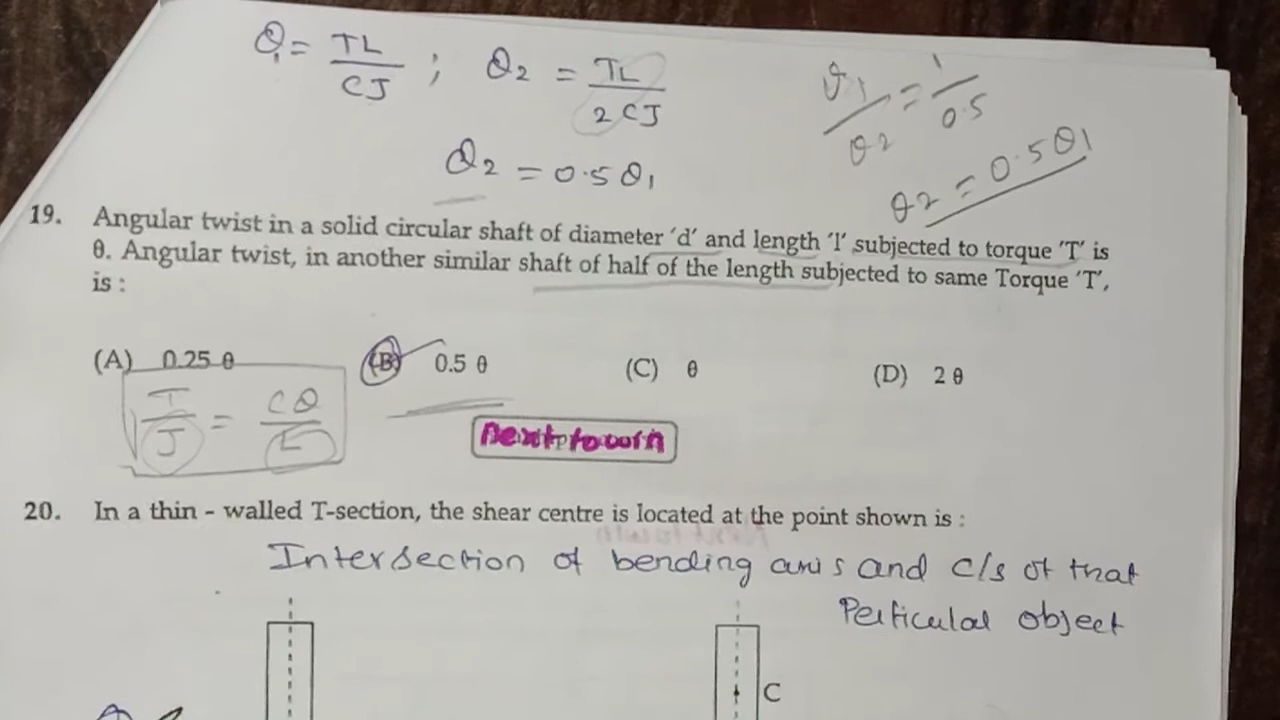 θ₁ = TL/CJ ; θ2 = TL/2CJ
θ2 = 0.5θ₁
θ1/θ2 = 1/0.5
θ2 = 0.5θ1
19. Angular twist in a solid circular shaft of diameter 'd' and length 'l' subjected to torque 'T' is
θ. Angular twist, in another similar shaft of half of the length subjected to same Torque 'T',
is :
(A) 0.25 θ (B) 0.5 θ (C) θ (D) 2 θ
T/J = Cθ/L
20. In a thin - walled T-section, the shear centre is located at the point shown is :
Intersection of bending axis and c/s of that
Perticular object
C